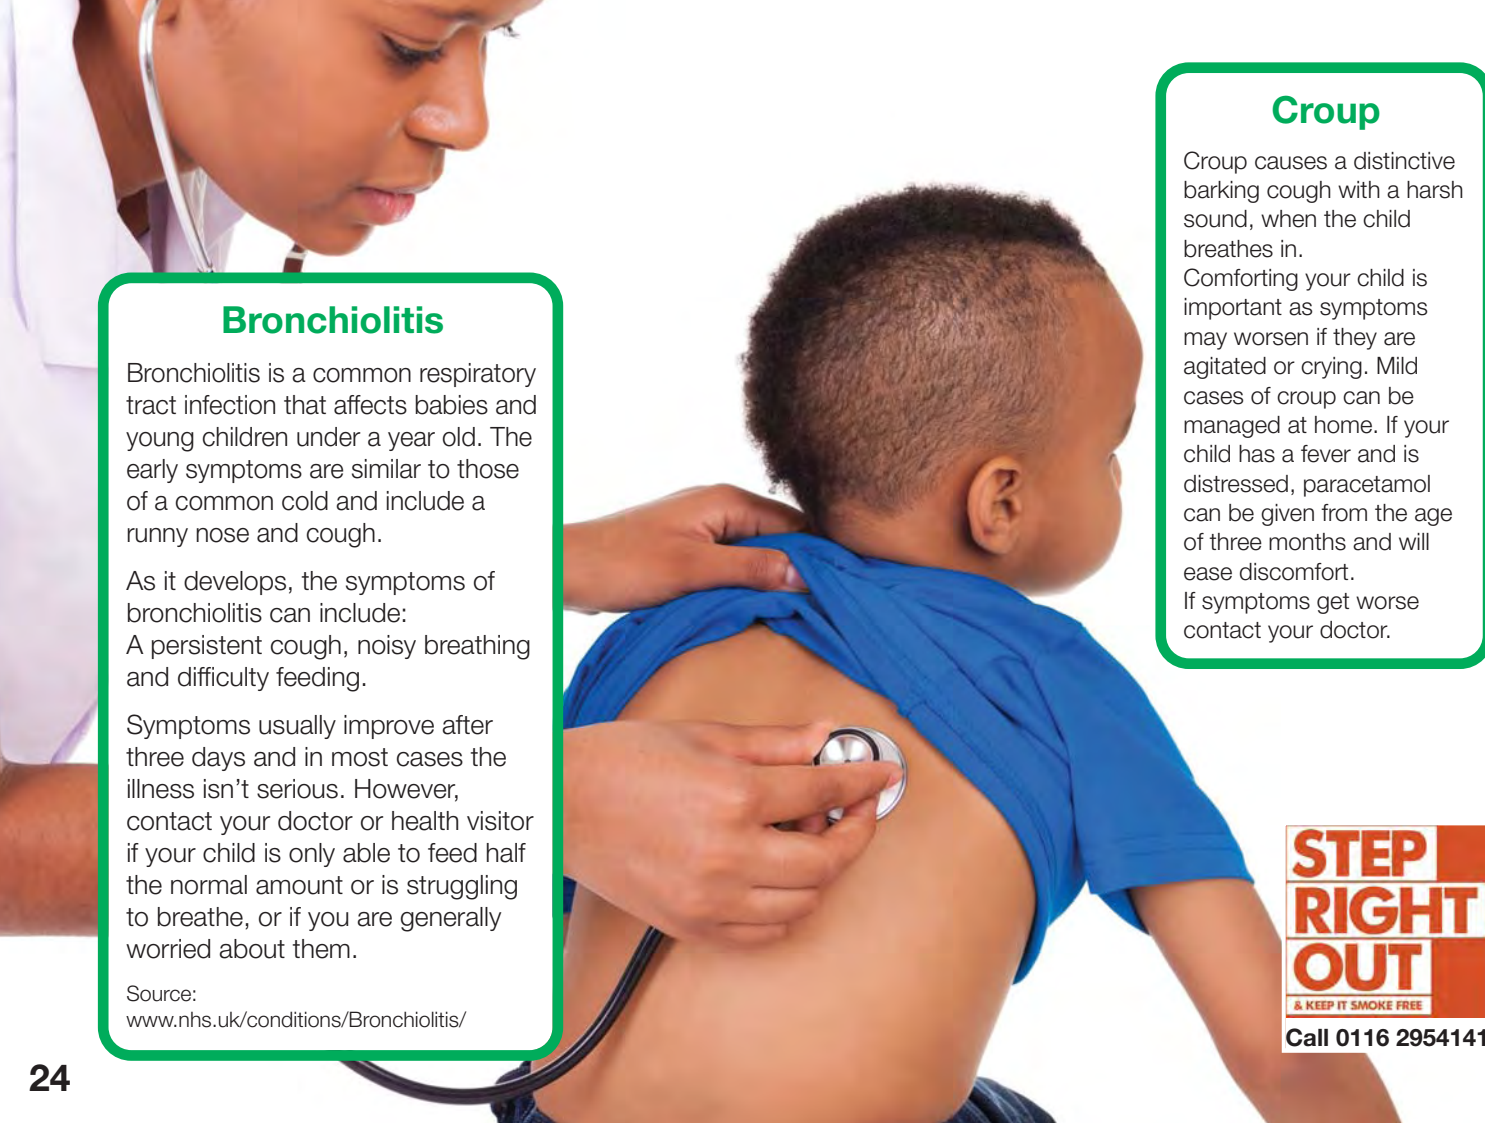 Bronchiolitis
Bronchiolitis is a common respiratory
tract infection that affects babies and
young children under a year old. The
early symptoms are similar to those
of a common cold and include a
runny nose and cough.
As it develops, the symptoms of
bronchiolitis can include:
A persistent cough, noisy breathing
and difficulty feeding.
Symptoms usually improve after
three days and in most cases the
illness isn’t serious. However,
contact your doctor or health visitor
if your child is only able to feed half
the normal amount or is struggling
to breathe, or if you are generally
worried about them.
Source:
www.nhs.uk/conditions/Bronchiolitis/
24
Croup
Croup causes a distinctive
barking cough with a harsh
sound, when the child
breathes in.
Comforting your child is
important as symptoms
may worsen if they are
agitated or crying. Mild
cases of croup can be
managed at home. If your
child has a fever and is
distressed, paracetamol
can be given from the age
of three months and will
ease discomfort.
If symptoms get worse
contact your doctor.
STEP
RIGHT
OUT
& KEEP IT SMOKE FREE
Call 0116 2954141